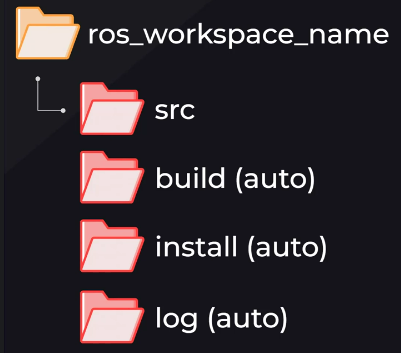 ros_workspace_name
src
build (auto)
install (auto)
log (auto)